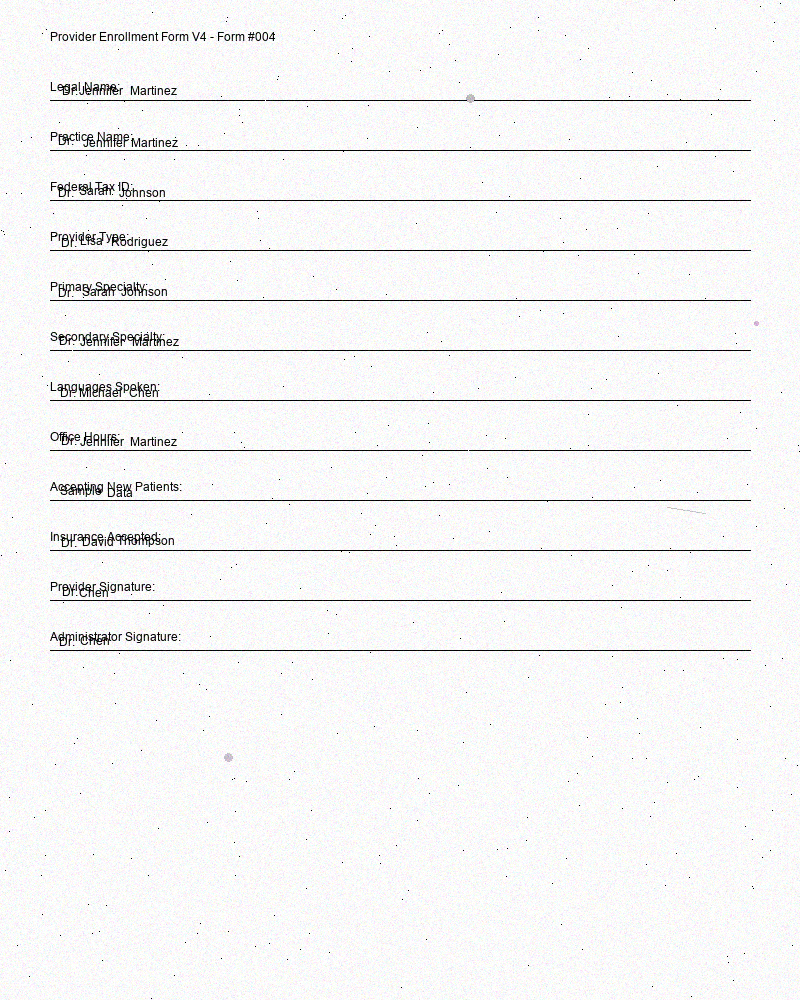 Provider Enrollment Form V4 - Form #004
Legal Name:
Dr. Jennifer Martinez
Practice Name:
Dr. Jennifer Martinez
Federal Tax ID:
Dr. Sarah Johnson
Provider Type:
Dr. Lisa Rodriguez
Primary Specialty:
Dr. Sarah Johnson
Secondary Specialty:
Dr. Jennifer Martinez
Languages Spoken:
Dr. Michael Chen
Office Hours:
Dr. Jennifer Martinez
Accepting New Patients:
Sample Data
Insurance Accepted:
Dr. David Thompson
Provider Signature:
Dr. Chen
Administrator Signature:
Dr. Chen